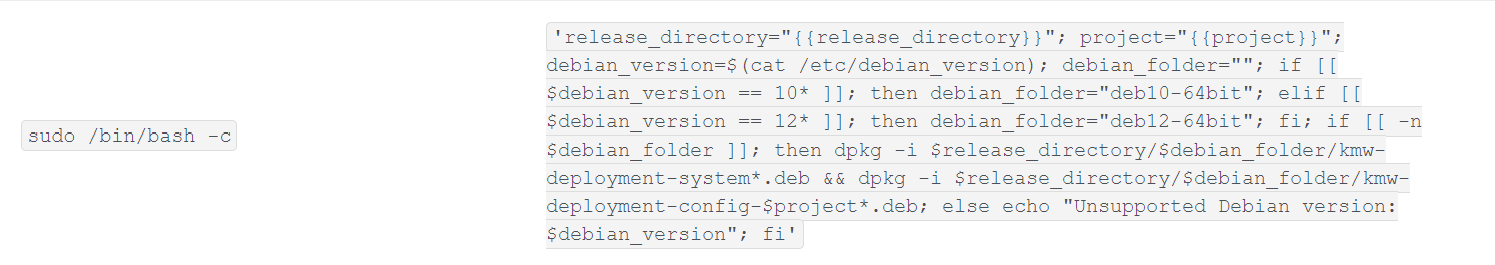 sudo /bin/bash -c
'release_directory="{{release_directory}}"; project="{{project}}";
debian_version=$(cat /etc/debian_version); debian_folder=""; if [[
$debian_version == 10* ]]; then debian_folder="deb10-64bit"; elif [[
$debian_version == 12* ]]; then debian_folder="deb12-64bit"; fi; if [[ -n
$debian_folder ]]; then dpkg -i $release_directory/$debian_folder/kmw-
deployment-system*.deb && dpkg -i $release_directory/$debian_folder/kmw-
deployment-config-$project*.deb; else echo "Unsupported Debian version:
$debian_version"; fi'